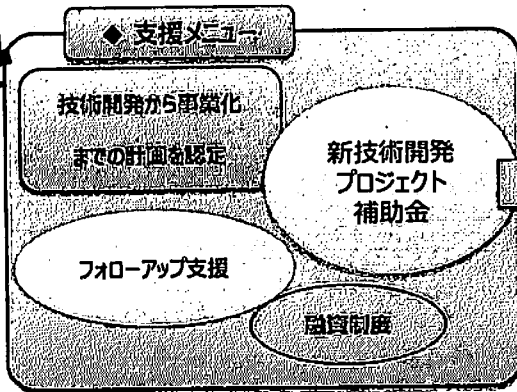 ◆ 支援メニュー
技術開発から事業化
までの計画を認定
新技術開発
プロジェクト
補助金
フォローアップ支援
融資制度